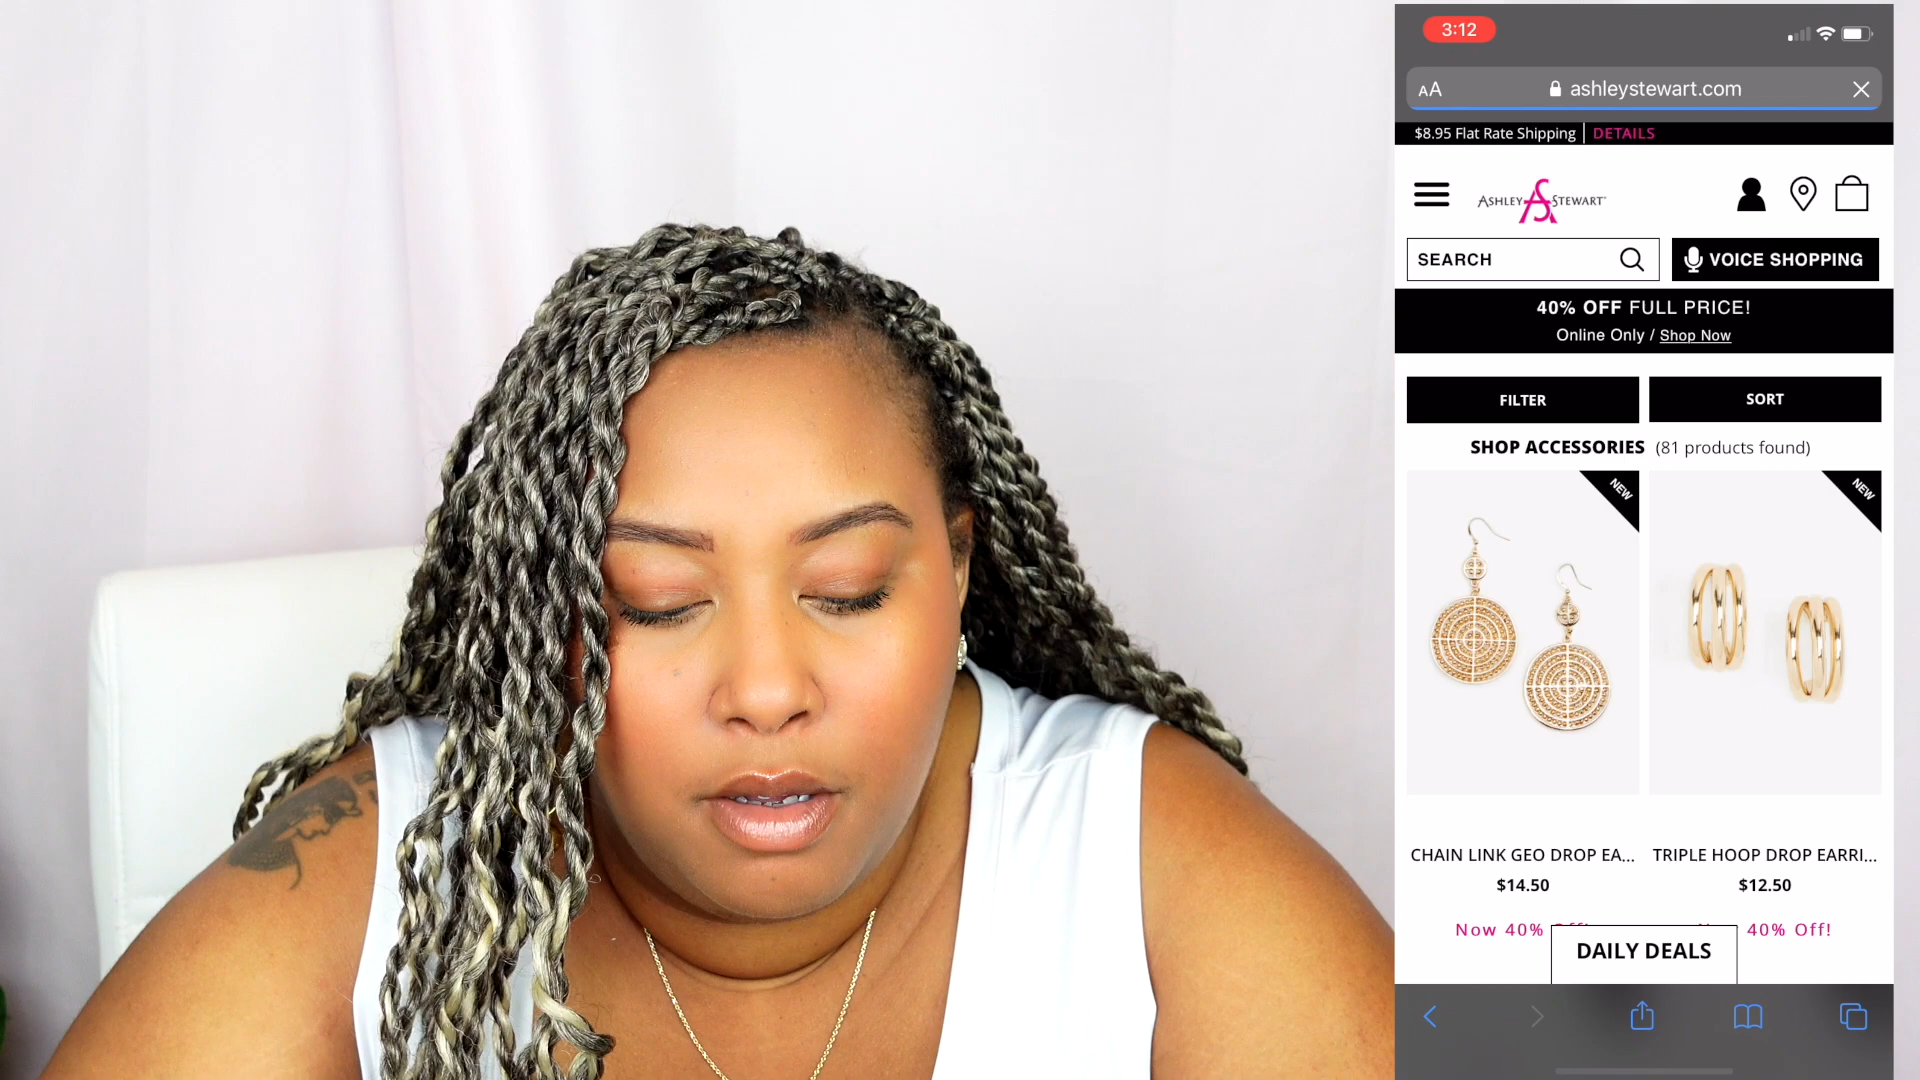 3:12
AA ashleystewart.com
$8.95 Flat Rate Shipping | DETAILS
ASHLEY AS STEWART
SEARCH
VOICE SHOPPING
40% OFF FULL PRICE!
Online Only / Shop Now
FILTER
SORT
SHOP ACCESSORIES (81 products found)
NEW
NEW
CHAIN LINK GEO DROP EA...
TRIPLE HOOP DROP EARRI...
$14.50
$12.50
Now 40%
40% Off!
DAILY DEALS